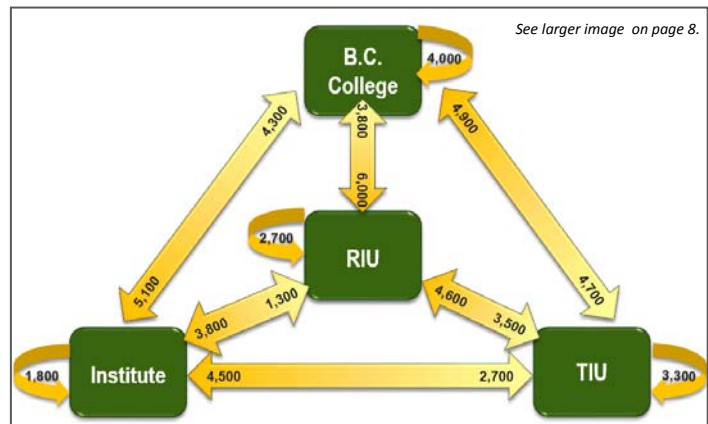 See larger image on page 8.
B.C.
College
4,000
4,300
3,800
4,900
6,000
2,700
RIU
5,100
1,300
4,600
4,700
3,800
3,500
1,800
Institute
4,500
2,700
TIU
3,300